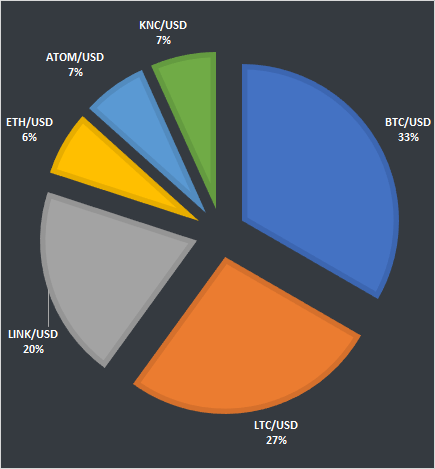 KNC/USD
7%
ATOM/USD
7%
BTC/USD
33%
ETH/USD
6%
LINK/USD
20%
LTC/USD
27%